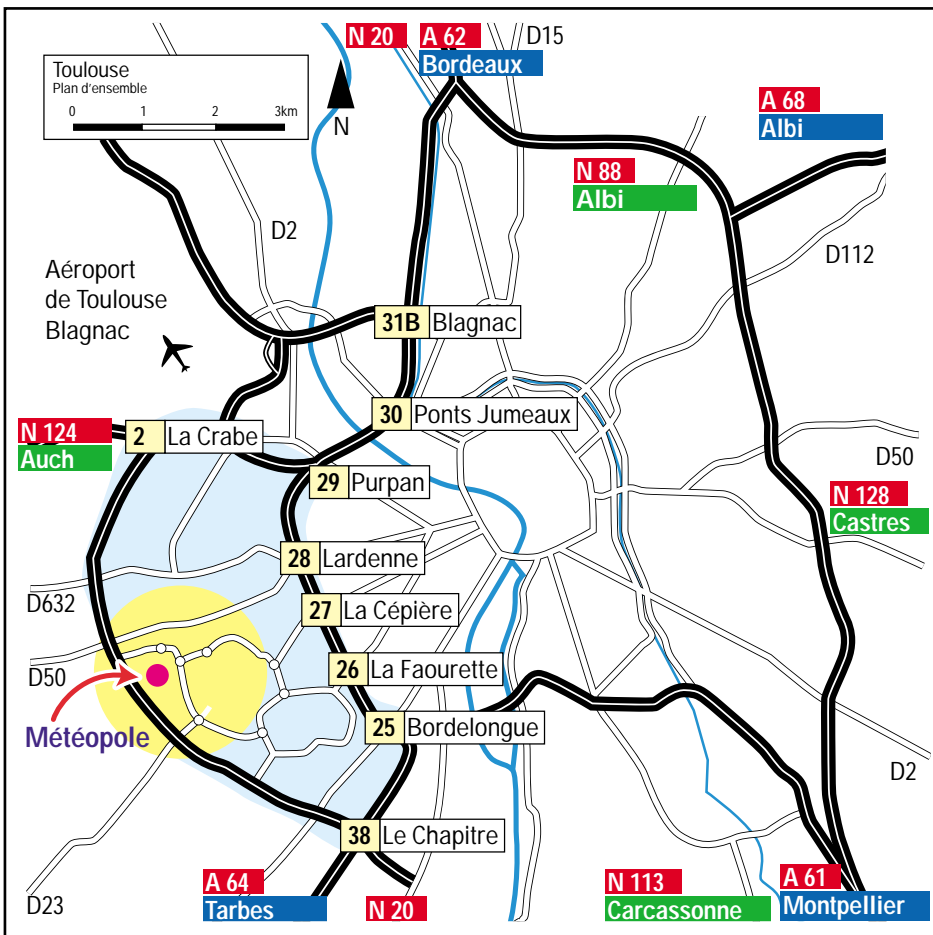 N 20
A 62
Bordeaux
D15
Toulouse
Plan d'ensemble
0 1 2 3km
N
A 68
Albi
N 88
Albi
D2
D112
Aéroport
de Toulouse
Blagnac
31B Blagnac
30 Ponts Jumeaux
N 124
Auch
2 La Crabe
D50
29 Purpan
N 128
Castres
28 Lardenne
D632
27 La Cépière
26 La Faourette
D50
Météopole
25 Bordelongue
D2
38 Le Chapitre
A 64
Tarbes
D23
N 20
N 113
Carcassonne
A 61
Montpellier